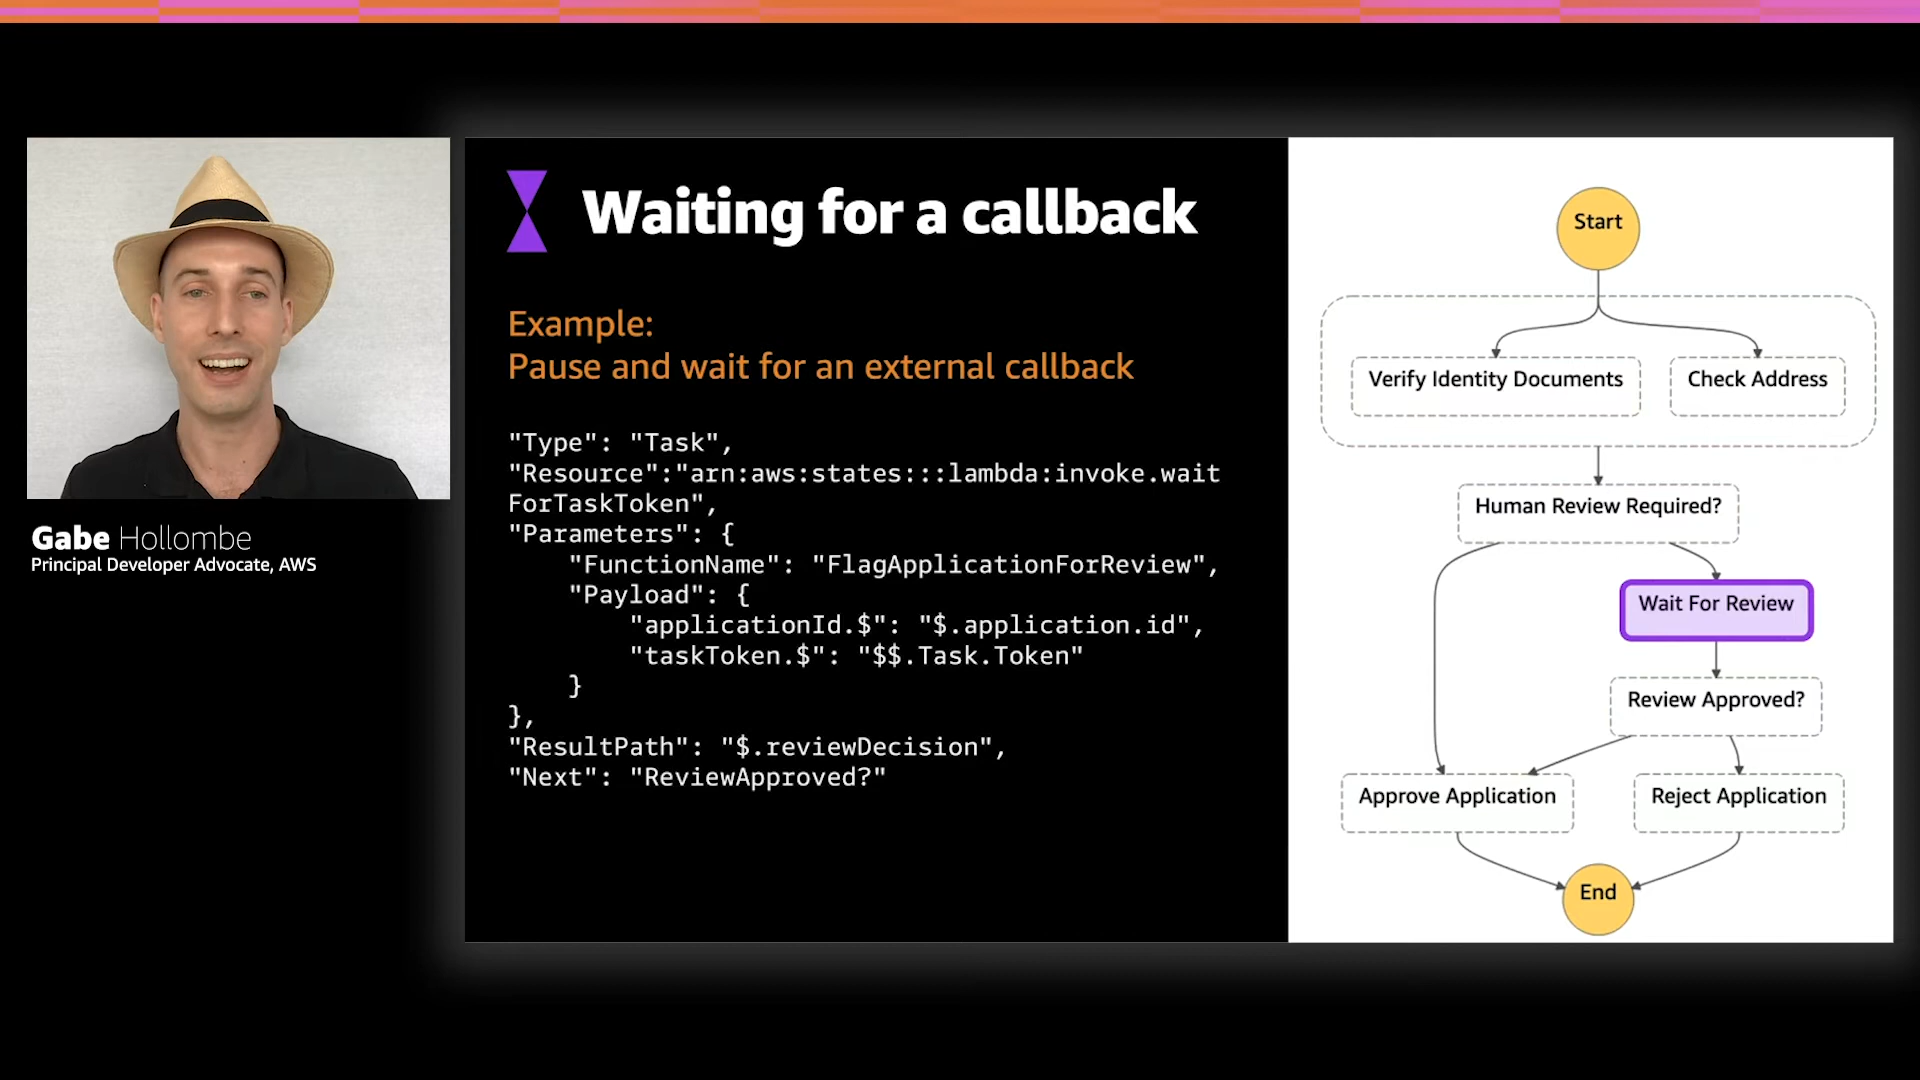 Gabe Hollombe
Principal Developer Advocate, AWS
Waiting for a callback
Example:
Pause and wait for an external callback
"Type": "Task",
"Resource":"arn:aws:states:::lambda:invoke.wait
ForTaskToken",
"Parameters": {
    "FunctionName": "FlagApplicationForReview",
    "Payload": {
        "applicationId.$": "$.application.id",
        "taskToken.$": "$$.Task.Token"
    }
},
"ResultPath": "$.reviewDecision",
"Next": "ReviewApproved?"
Start
Verify Identity Documents
Check Address
Human Review Required?
Wait For Review
Review Approved?
Approve Application
Reject Application
End